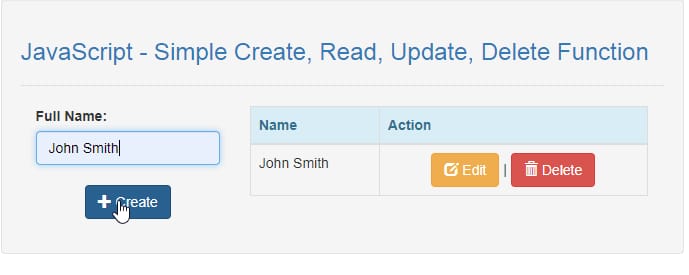 JavaScript - Simple Create, Read, Update, Delete Function
Full Name:
John Smith
Create
Name Action
John Smith Edit | Delete